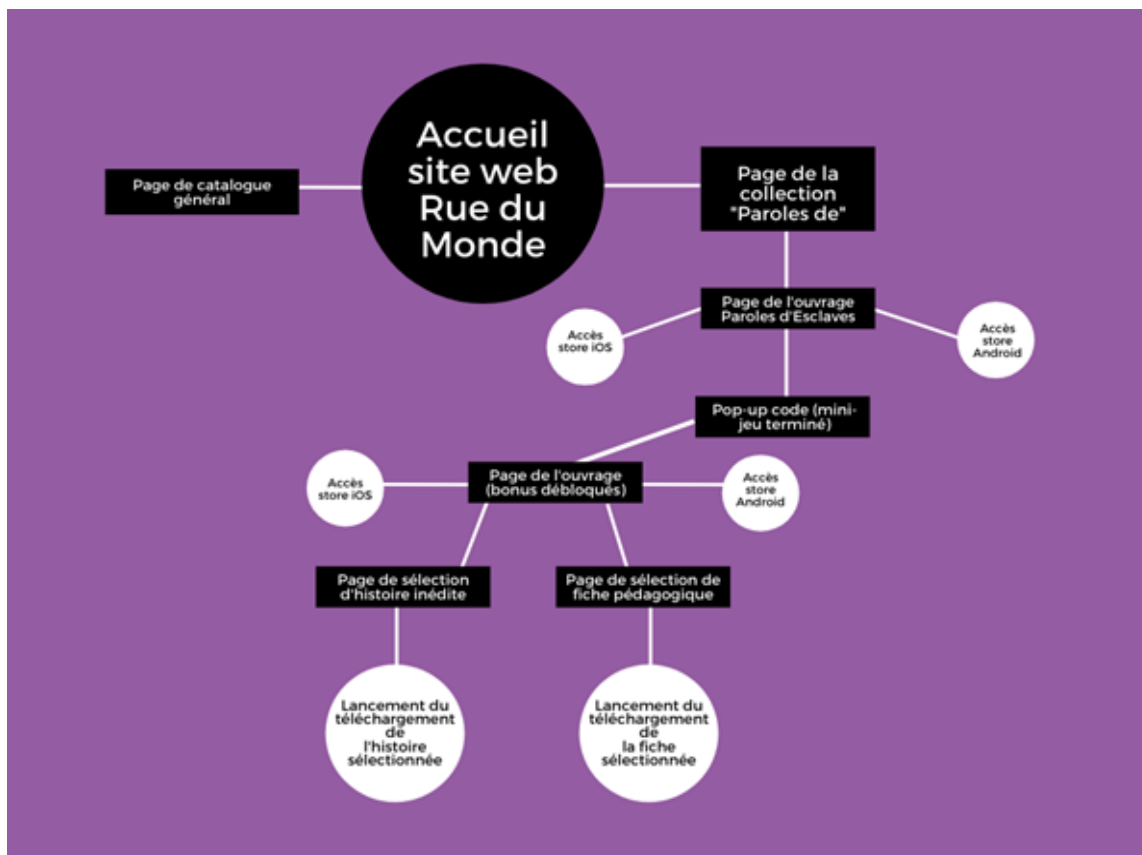 Accueil
site web
Rue du
Monde
Page de catalogue
général
Page de la
collection
"Paroles de"
Page de l'ouvrage
Paroles d'Esclaves
Accès
store iOS
Accès
store
Android
Pop-up code (mini-
jeu terminé)
Page de l'ouvrage
(bonus débloqués)
Accès
store iOS
Accès
store
Android
Page de sélection
d'histoire inédite
Page de sélection de
fiche pédagogique
Lancement du
téléchargement
de
l'histoire
sélectionnée
Lancement du
téléchargement
de
la fiche
sélectionnée